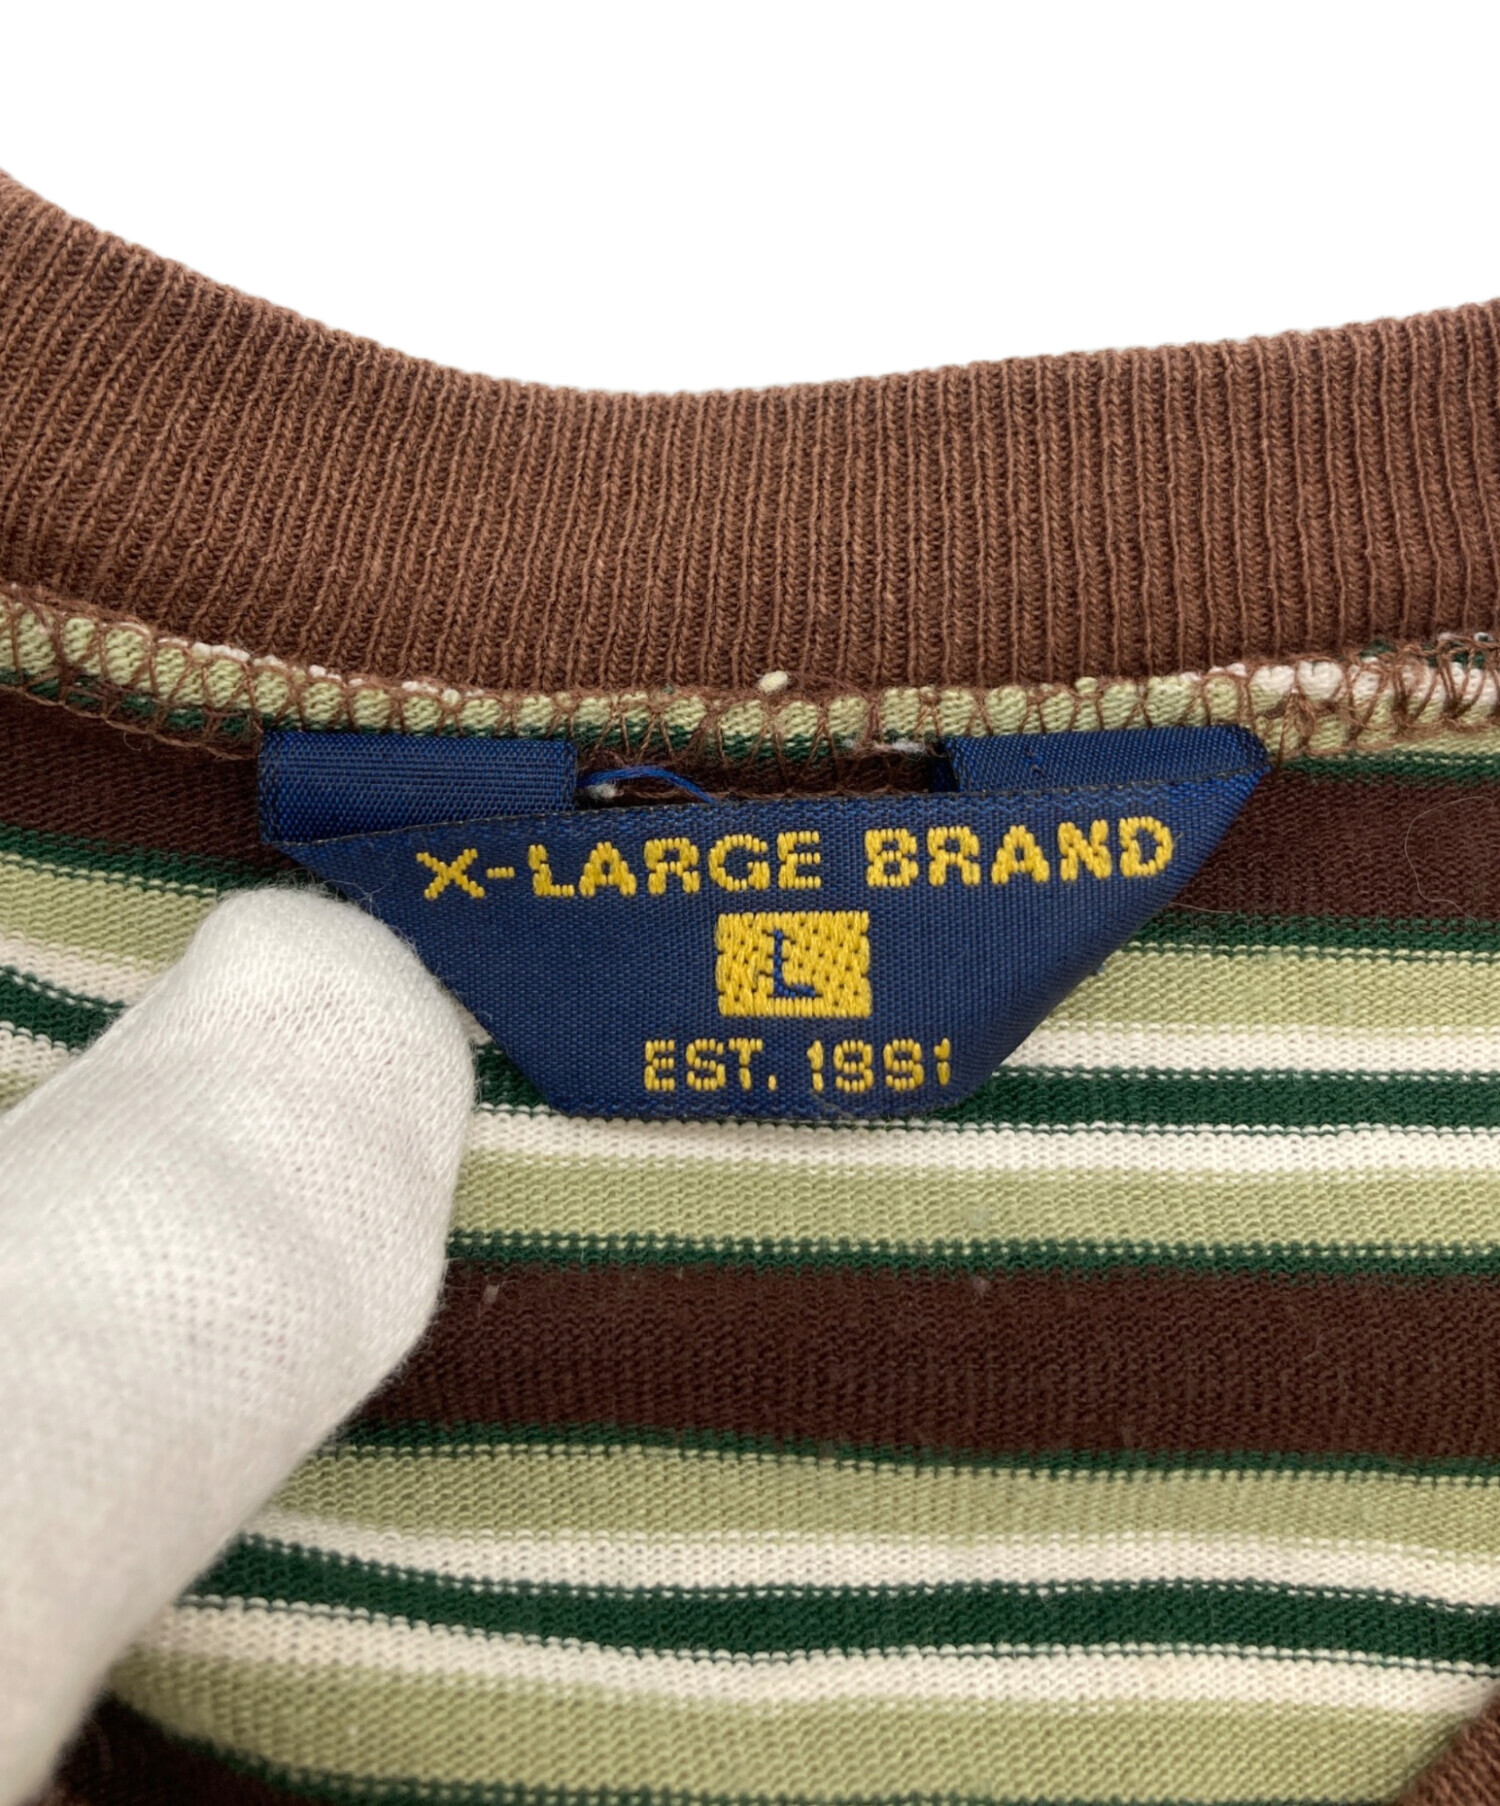 X-LARGE BRAND
L
EST. 1991